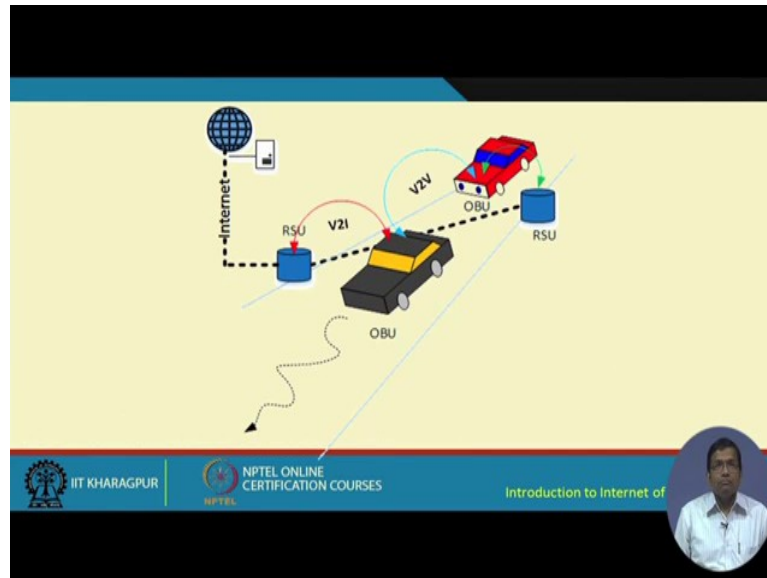 Internet
RSU
V2I
V2V
OBU
RSU
OBU
IIT KHARAGPUR
NPTEL
NPTEL ONLINE
CERTIFICATION COURSES
Introduction to Internet of